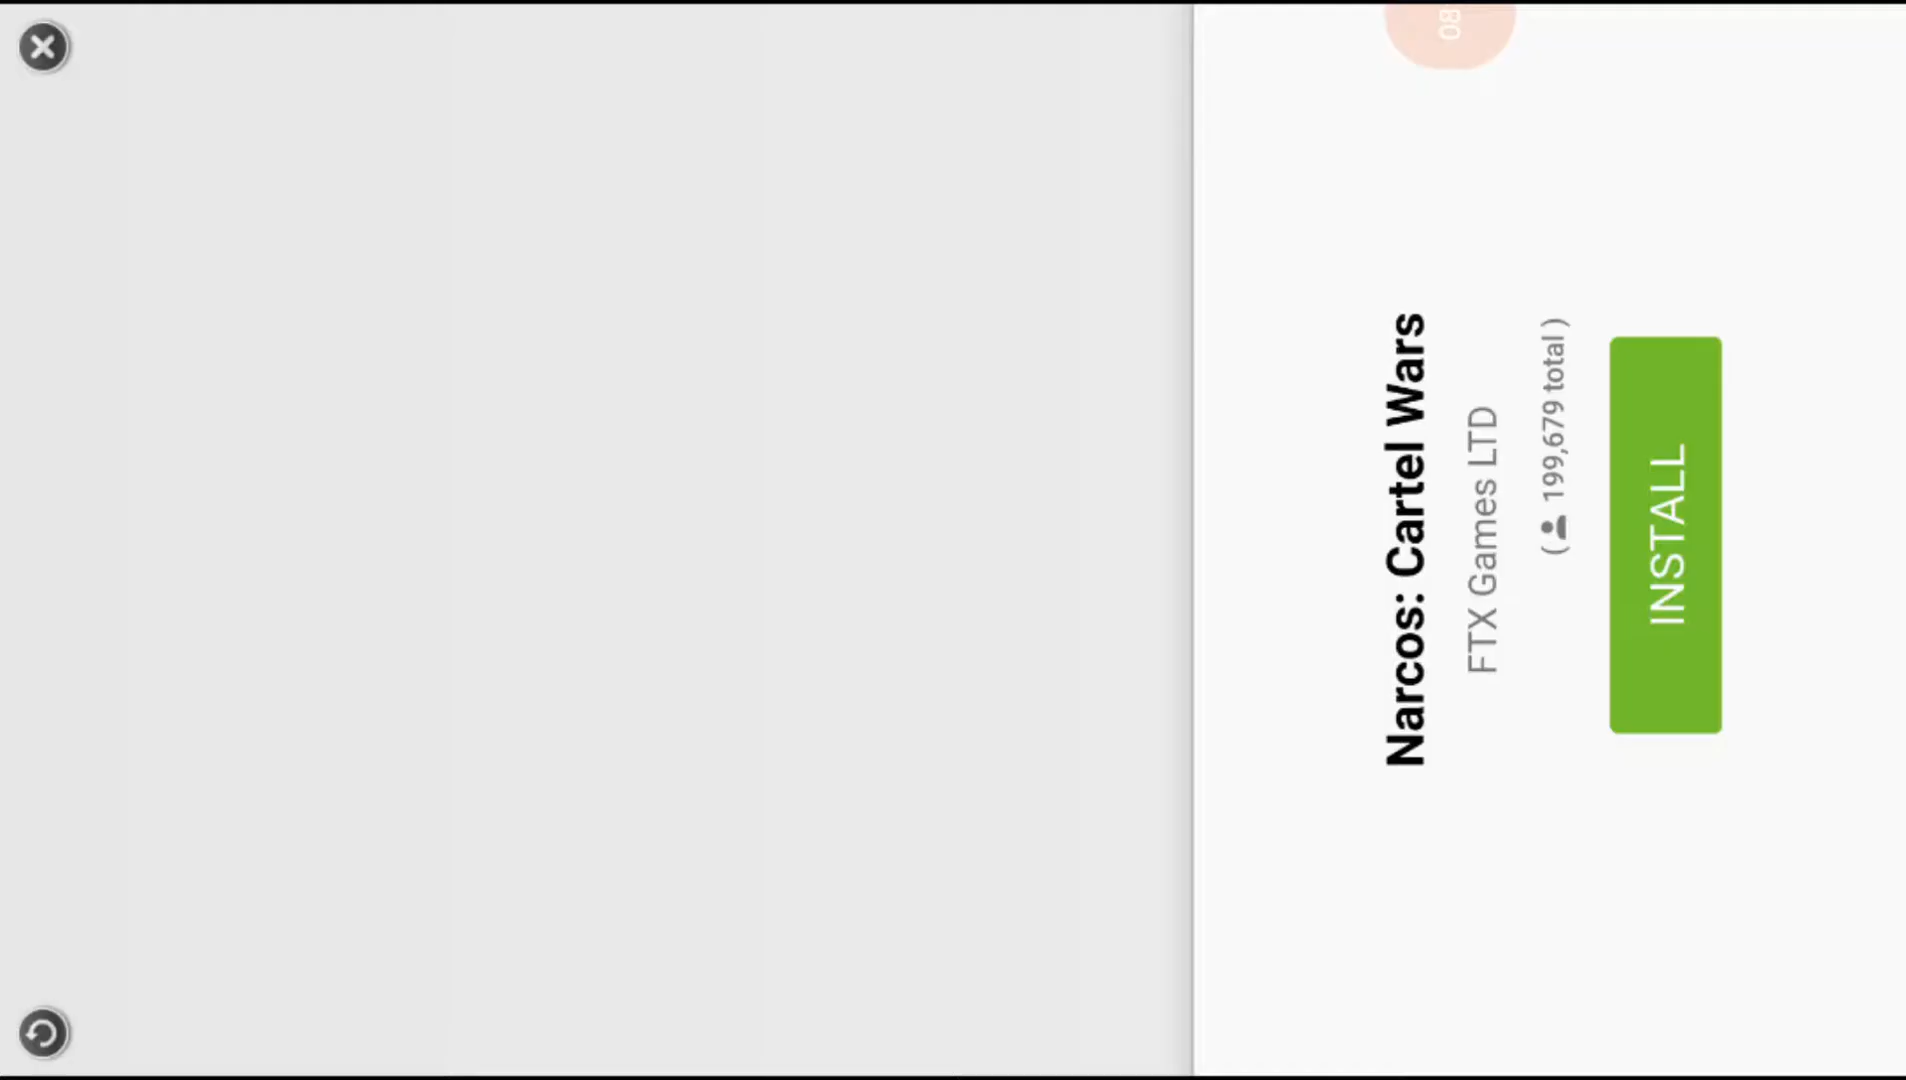 Narcos: Cartel Wars
FTX Games LTD
( 199,679 total )
INSTALL